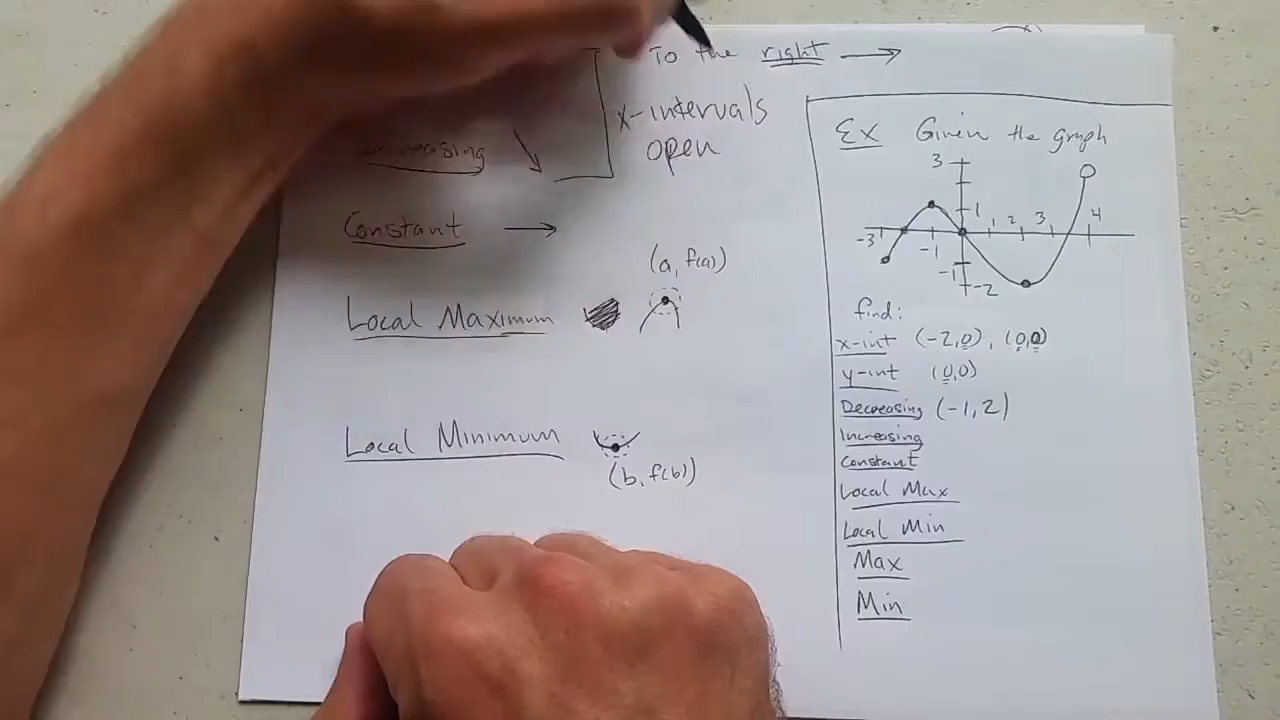 To the right
x-intervals
open
Constant
(a, f(a))
Local Maximum
Local Minimum
(b, f(b))
Ex Given the graph
3
1
2
3
4
-3
-1
-1
-2
find:
x-int (-2,0), (0,0)
y-int (0,0)
Decreasing (-1,2)
Increasing
Constant
Local Max
Local Min
Max
Min